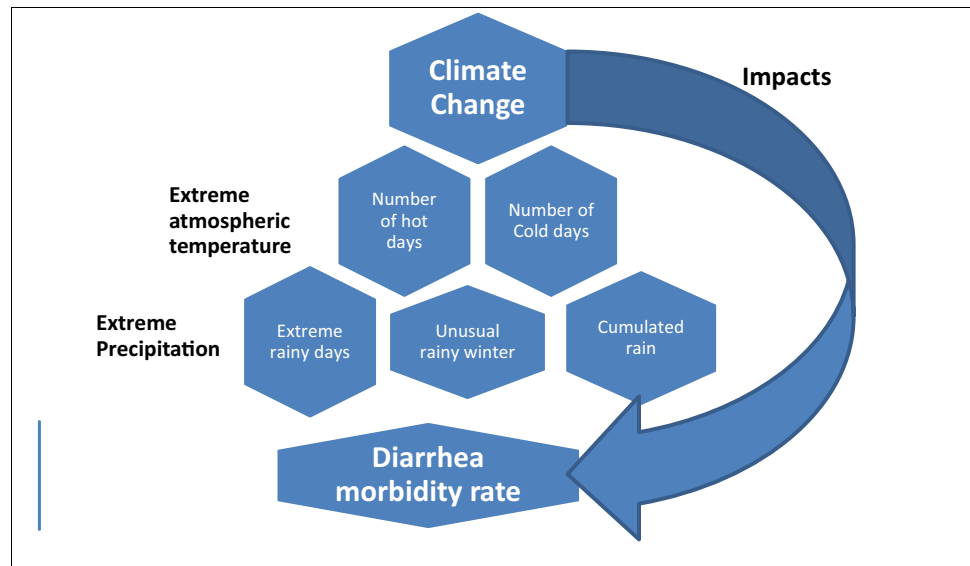 Climate
Change
Impacts
Extreme
atmospheric
temperature
Number
of hot
days
Number of
Cold days
Extreme
Precipitation
Extreme
rainy days
Unusual
rainy winter
Cumulated
rain
Diarrhea
morbidity rate